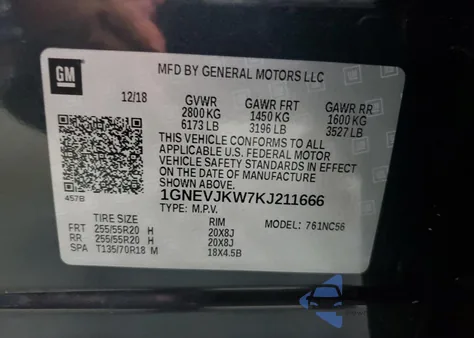 GM
MFD BY GENERAL MOTORS LLC
12/18 GVWR GAWR FRT GAWR RR
2800 KG 1450 KG 1600 KG
6173 LB 3196 LB 3527 LB
THIS VEHICLE CONFORMS TO ALL
APPLICABLE U.S. FEDERAL MOTOR
VEHICLE SAFETY STANDARDS IN EFFECT
ON THE DATE OF MANUFACTURE
457B
1GNEVJKW7KJ211666
TYPE: M.P.V. MODEL: 761NC56
TIRE SIZE RIM
FRT 255/55R20 H 20X8J
RR 255/55R20 H 20X8J
SPA T135/70R18 M 18X4.5B